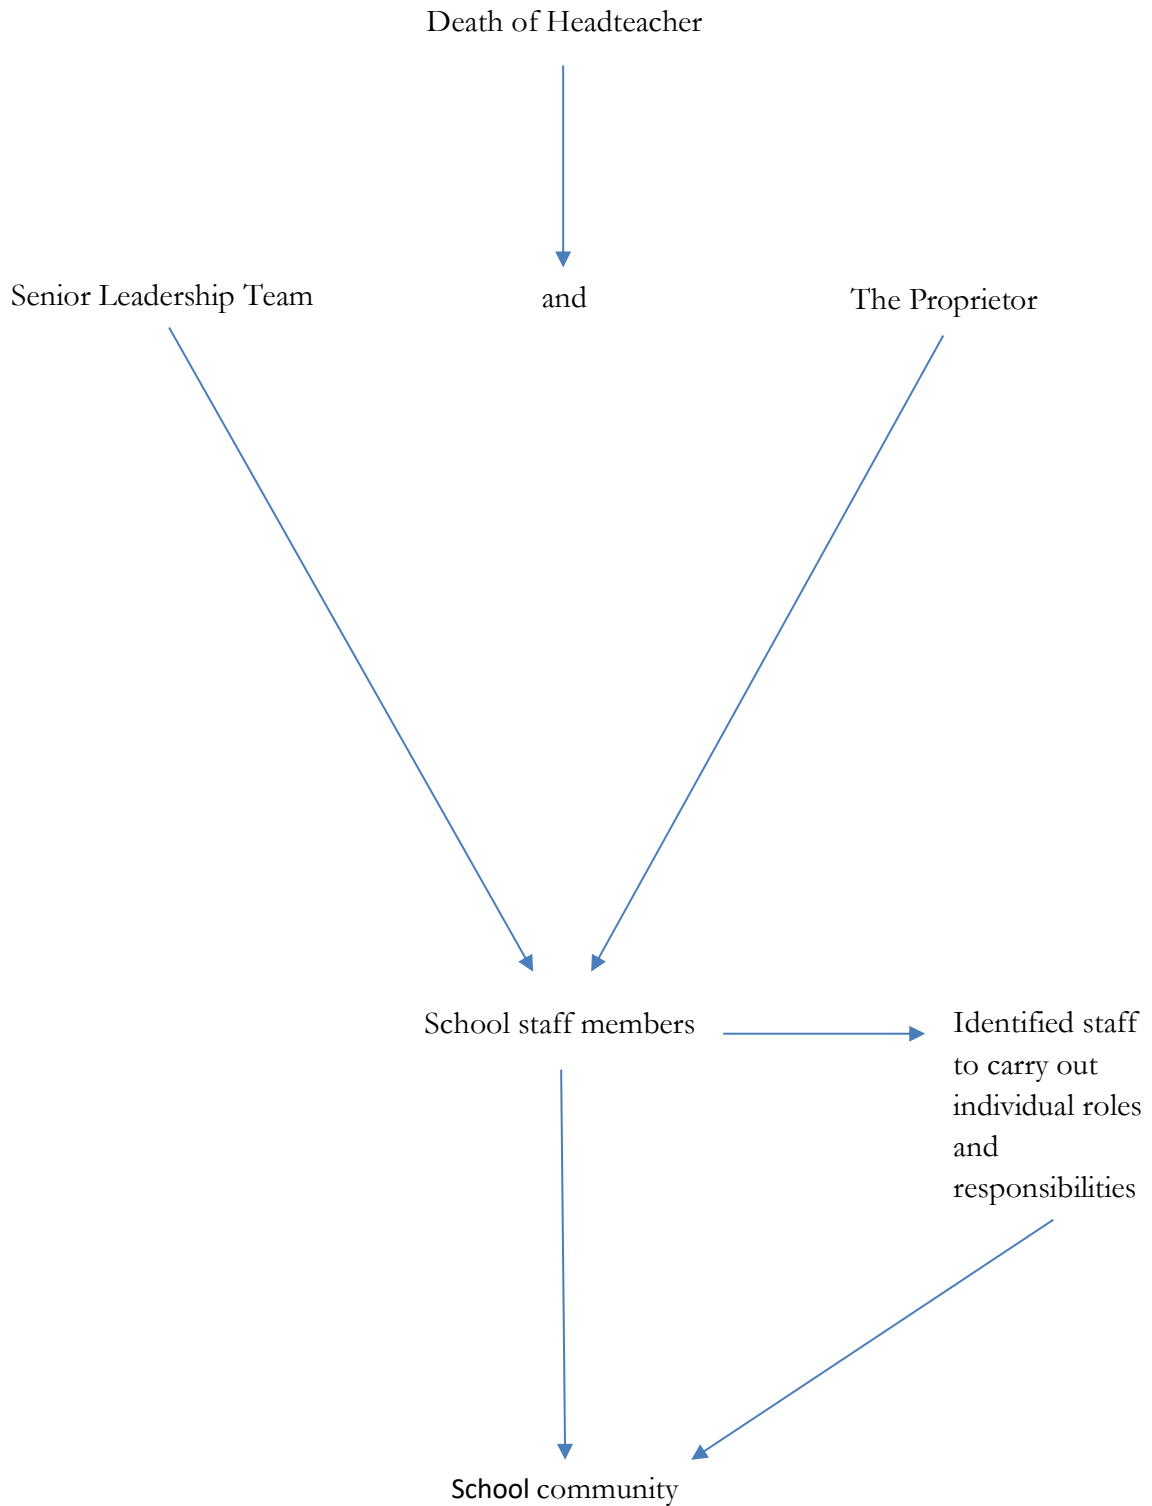 Death of Headteacher
Senior Leadership Team
and
The Proprietor
School staff members
Identified staff
to carry out
individual roles
and
responsibilities
School community